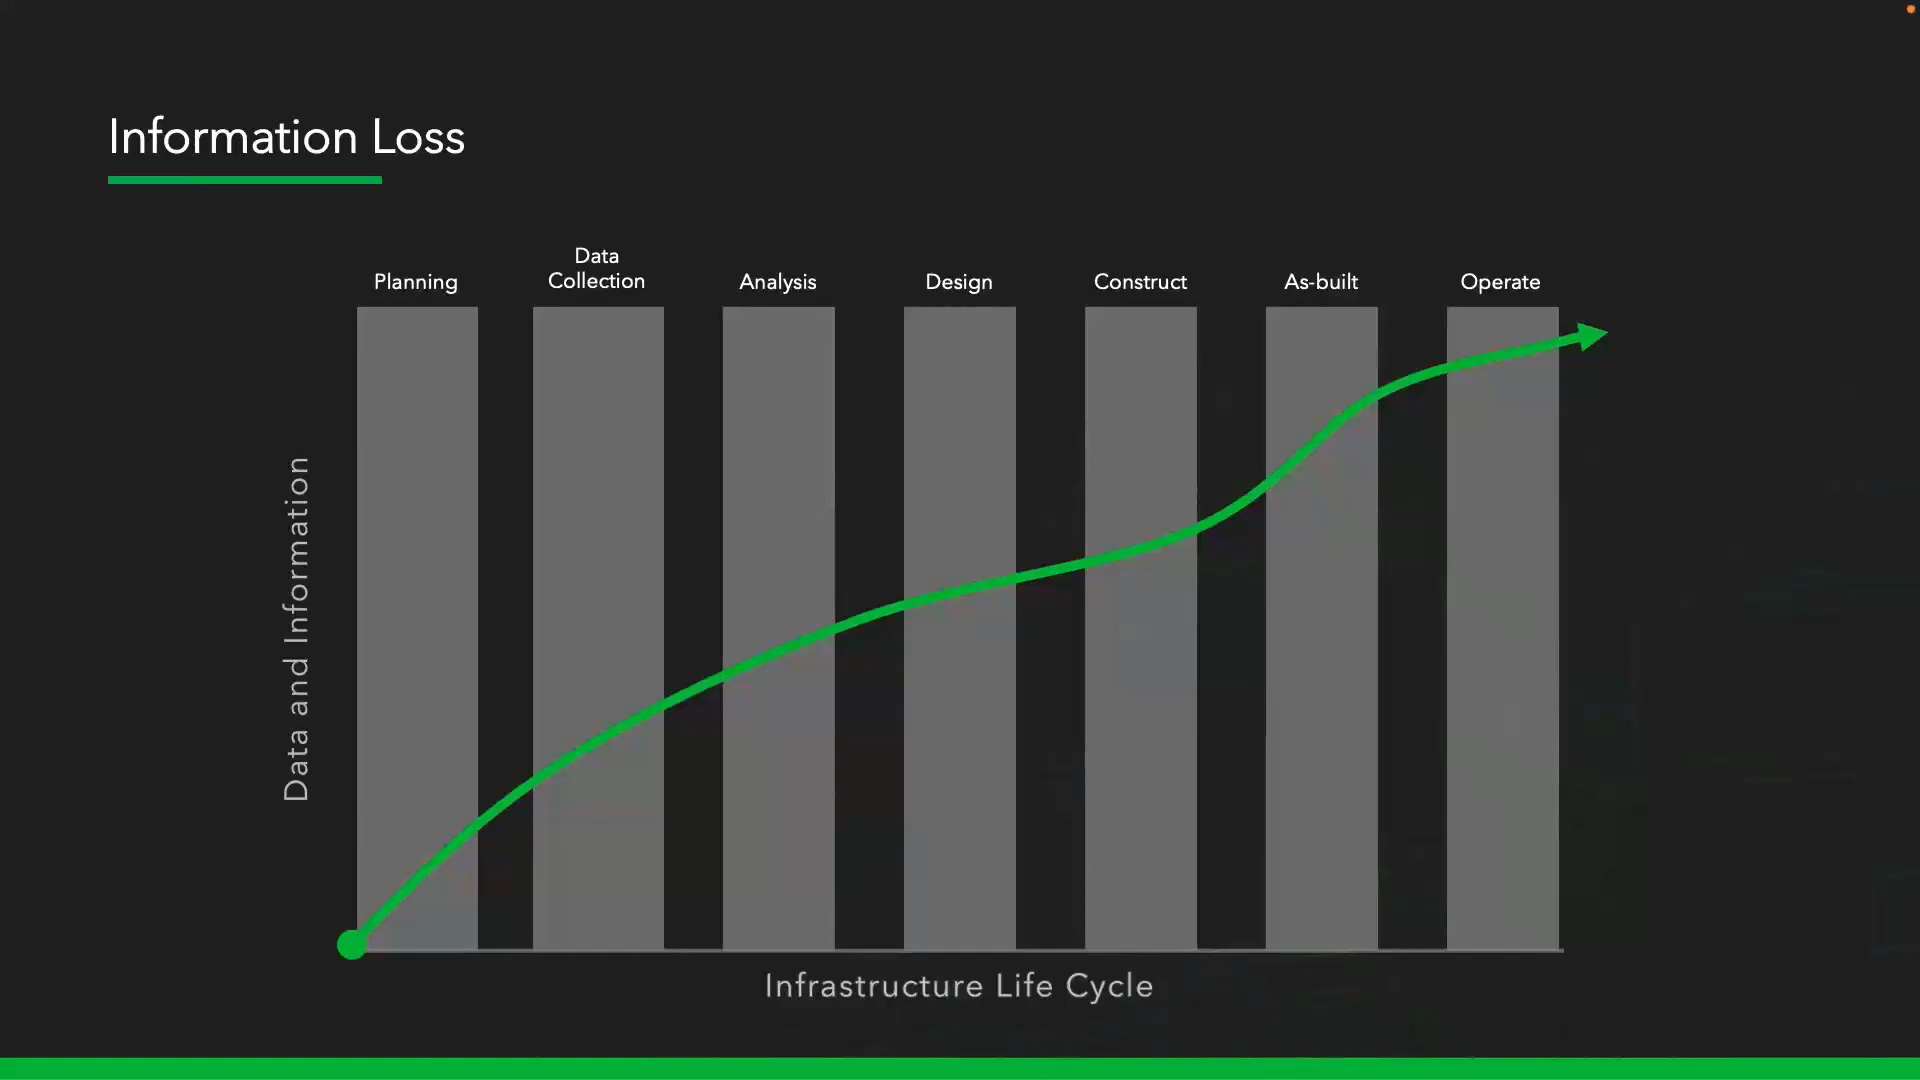 Information Loss
Planning
Data
Collection
Analysis
Design
Construct
As-built
Operate
Data and Information
Infrastructure Life Cycle